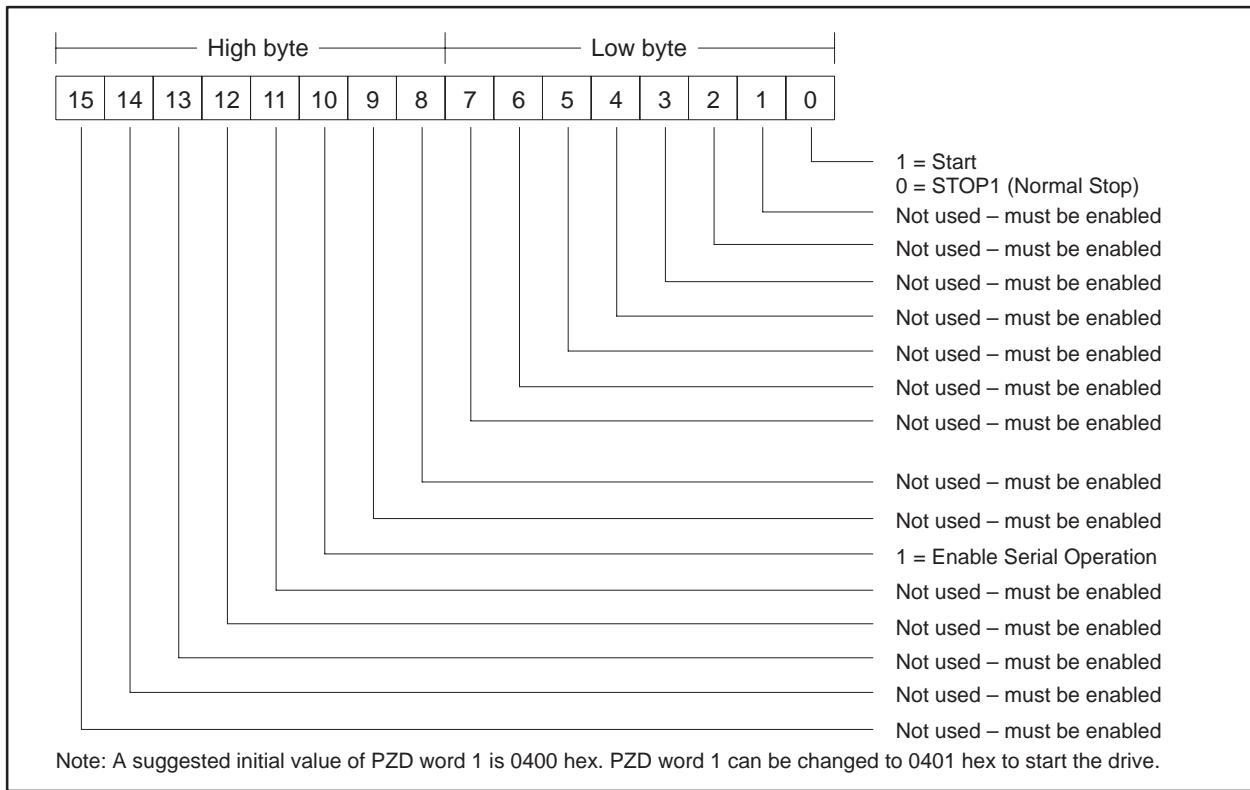 High byte Low byte
15 14 13 12 11 10 9 8 7 6 5 4 3 2 1 0
1 = Start
0 = STOP1 (Normal Stop)
Not used – must be enabled
Not used – must be enabled
Not used – must be enabled
Not used – must be enabled
Not used – must be enabled
Not used – must be enabled
Not used – must be enabled
Not used – must be enabled
Not used – must be enabled
1 = Enable Serial Operation
Not used – must be enabled
Not used – must be enabled
Not used – must be enabled
Not used – must be enabled
Not used – must be enabled
Note: A suggested initial value of PZD word 1 is 0400 hex. PZD word 1 can be changed to 0401 hex to start the drive.